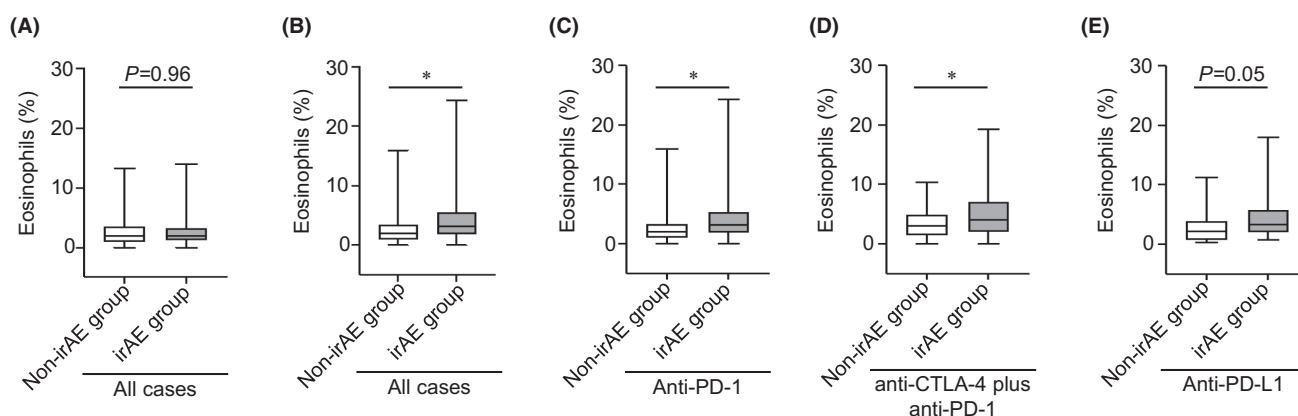 (A)
Eosinophils (%)
30
20
10
0
P=0.96
Non-irAE group
irAE group
All cases
(B)
Eosinophils (%)
30
20
10
0
*
Non-irAE group
irAE group
All cases
(C)
Eosinophils (%)
30
20
10
0
*
Non-irAE group
irAE group
Anti-PD-1
(D)
Eosinophils (%)
30
20
10
0
*
Non-irAE group
irAE group
anti-CTLA-4 plus
anti-PD-1
(E)
Eosinophils (%)
30
20
10
0
P=0.05
Non-irAE group
irAE group
Anti-PD-L1